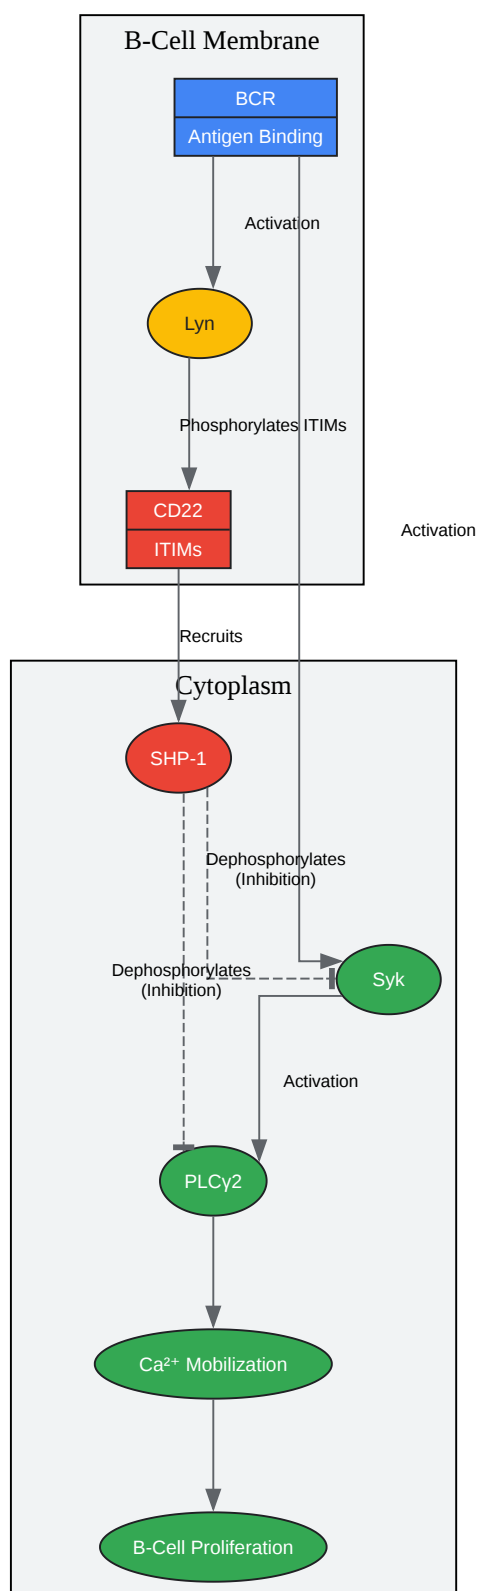 B-Cell Membrane
BCR
Antigen Binding
Activation
Lyn
Phosphorylates ITIMs
CD22
ITIMs
Activation
Recruits
Cytoplasm
SHP-1
Dephosphorylates
(Inhibition)
Dephosphorylates
(Inhibition)
Syk
Activation
PLCγ2
Ca²⁺ Mobilization
B-Cell Proliferation